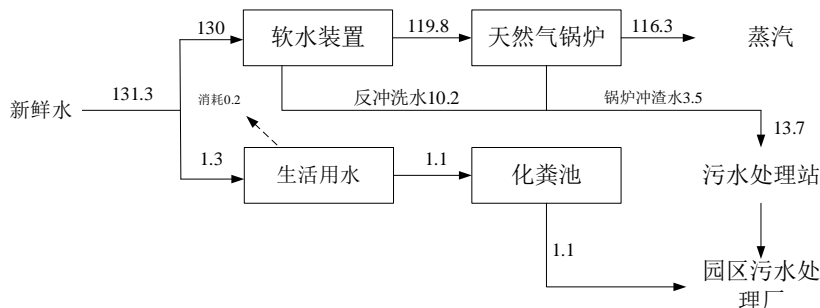 130
软水装置
119.8
天然气锅炉
116.3
蒸汽
新鲜水
131.3
消耗0.2
反冲洗水10.2
锅炉冲渣水3.5
13.7
1.3
生活用水
1.1
化粪池
污水处理站
1.1
园区污水处
理厂